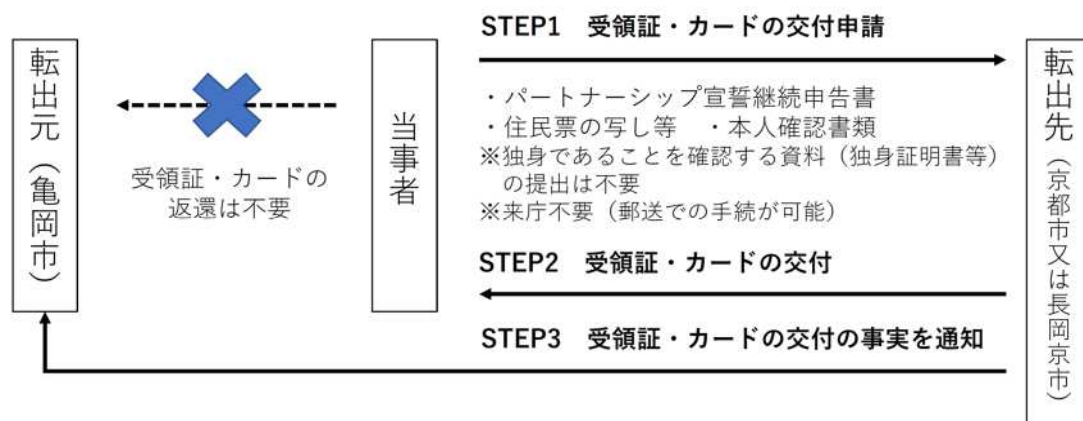 転出元（亀岡市）
受領証・カードの
返還は不要
当事者
STEP1　受領証・カードの交付申請
・パートナーシップ宣誓継続申告書
・住民票の写し等　・本人確認書類
※独身であることを確認する資料（独身証明書等）
の提出は不要
※来庁不要（郵送での手続が可能）
STEP2　受領証・カードの交付
STEP3　受領証・カードの交付の事実を通知
転出先（京都市又は長岡京市）